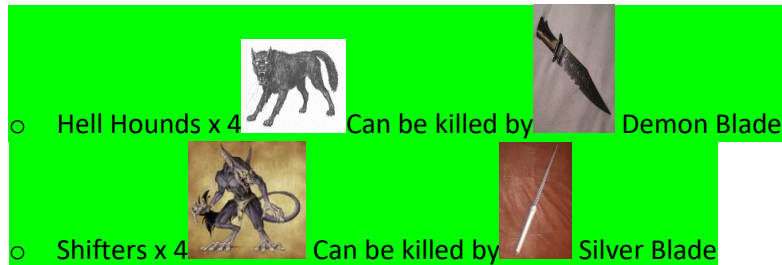 o Hell Hounds x 4 Can be killed by Demon Blade
o Shifters x 4 Can be killed by Silver Blade